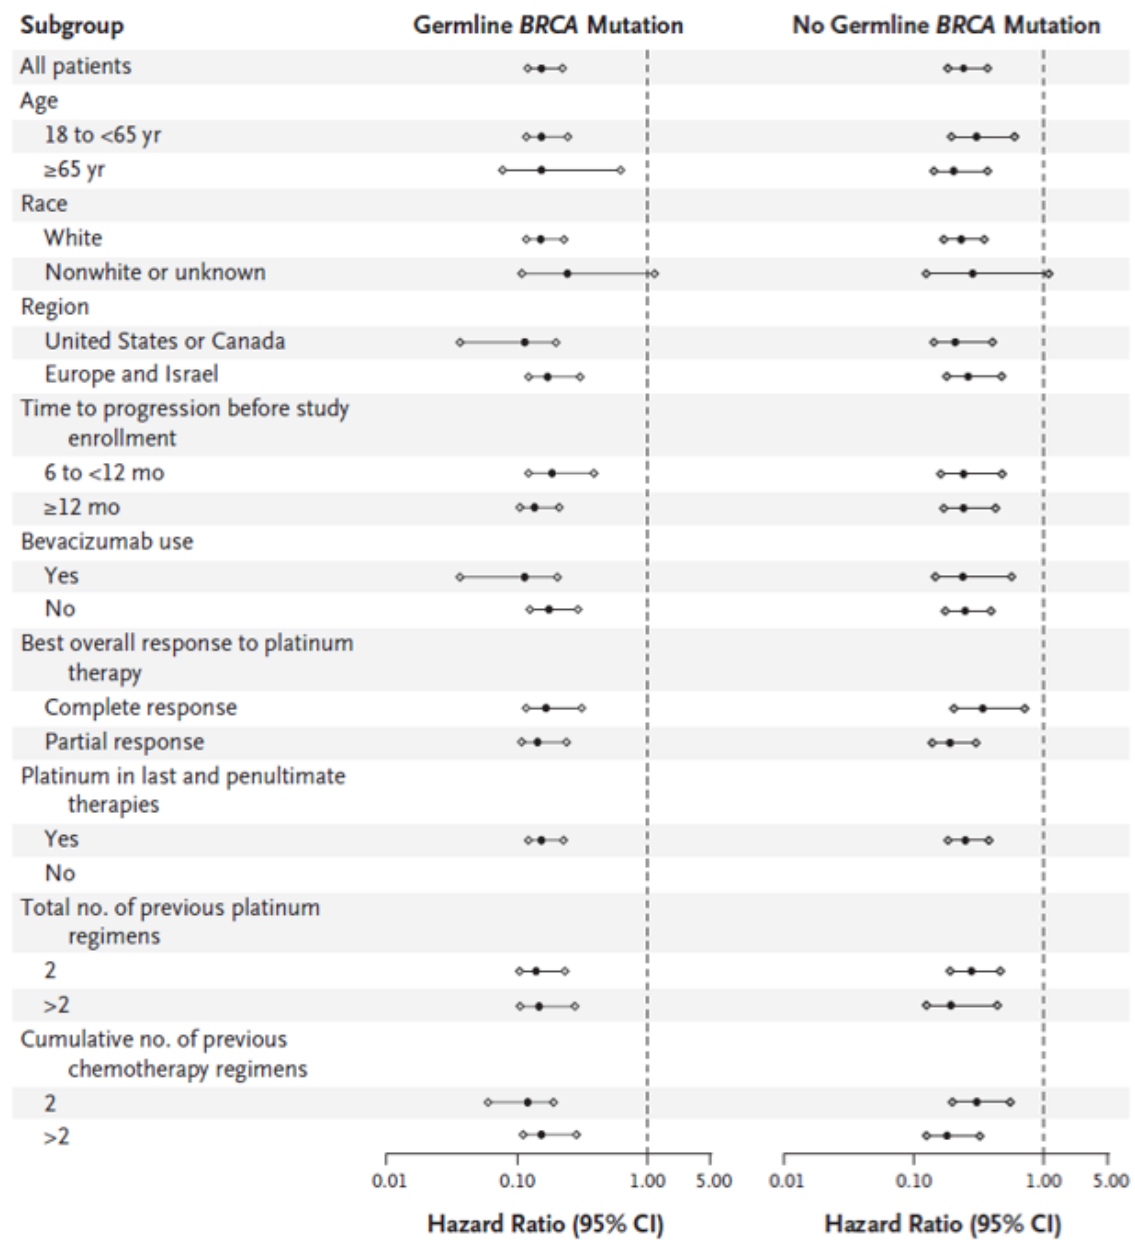 Subgroup Germline BRCA Mutation No Germline BRCA Mutation
All patients
Age
18 to <65 yr
≥65 yr
Race
White
Nonwhite or unknown
Region
United States or Canada
Europe and Israel
Time to progression before study
enrollment
6 to <12 mo
≥12 mo
Bevacizumab use
Yes
No
Best overall response to platinum
therapy
Complete response
Partial response
Platinum in last and penultimate
therapies
Yes
No
Total no. of previous platinum
regimens
2
>2
Cumulative no. of previous
chemotherapy regimens
2
>2
0.01 0.10 1.00 5.00 0.01 0.10 1.00 5.00
Hazard Ratio (95% CI) Hazard Ratio (95% CI)